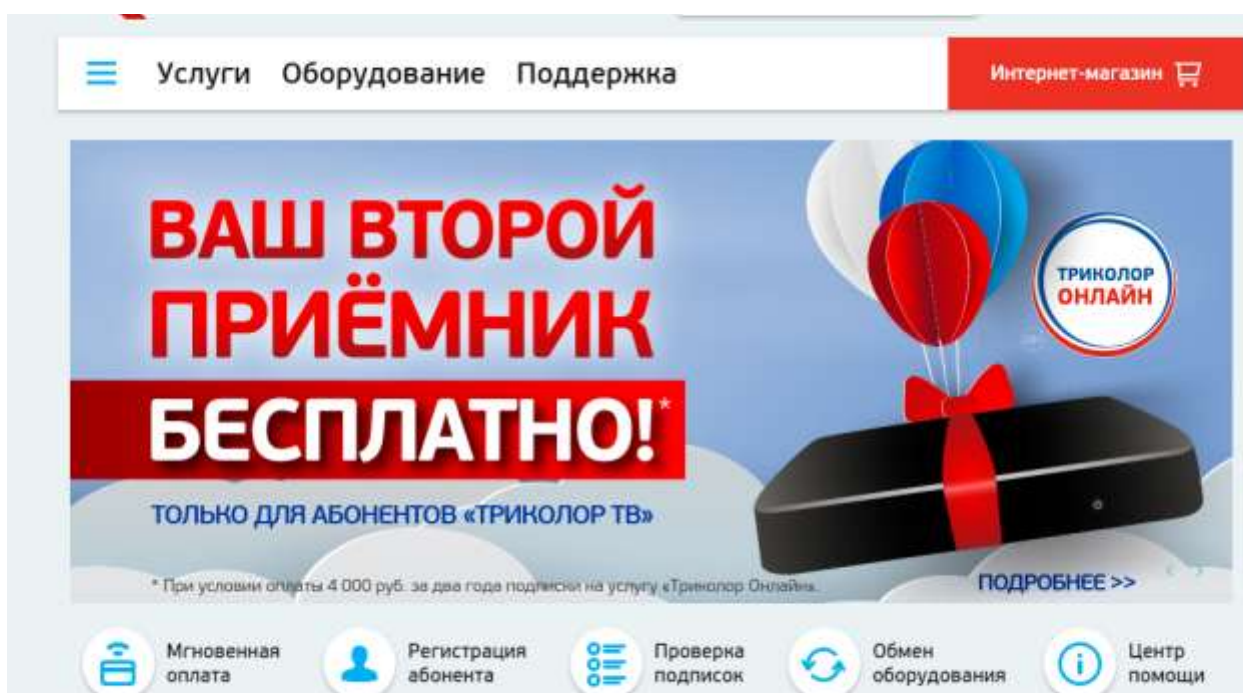 Услуги Оборудование Поддержка
Интернет-магазин
ВАШ ВТОРОЙ
ПРИЁМНИК
БЕСПЛАТНО!*
ТРИКОЛОР
ОНЛАЙН
ТОЛЬКО ДЛЯ АБОНЕНТОВ «ТРИКОЛОР ТВ»
* При условии оплаты 4 000 руб. за два года подписки на услугу «Триколор Онлайн».
ПОДРОБНЕЕ >>
Мгновенная
оплата
Регистрация
абонента
Проверка
подписок
Обмен
оборудования
Центр
помощи